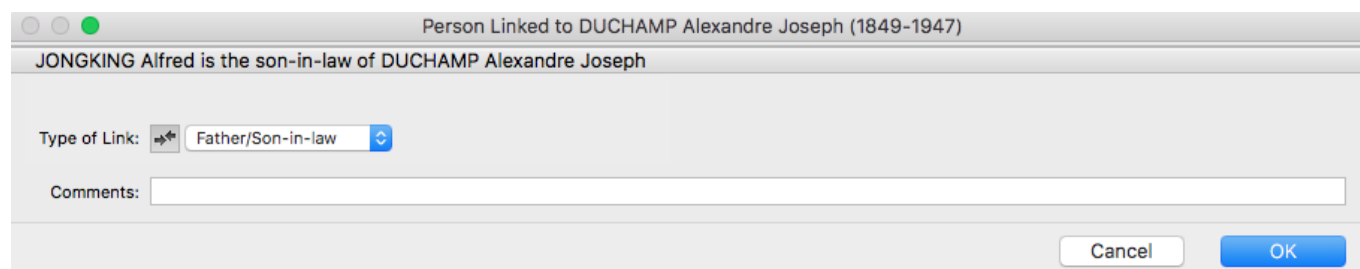 Person Linked to DUCHAMP Alexandre Joseph (1849-1947)
JONGKING Alfred is the son-in-law of DUCHAMP Alexandre Joseph
Type of Link: Father/Son-in-law
Comments:
Cancel OK